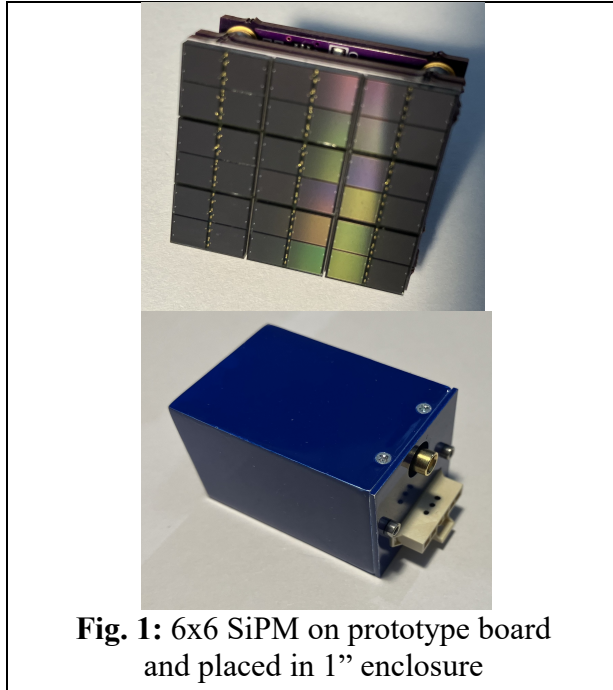 Fig. 1: 6x6 SiPM on prototype board
and placed in 1” enclosure